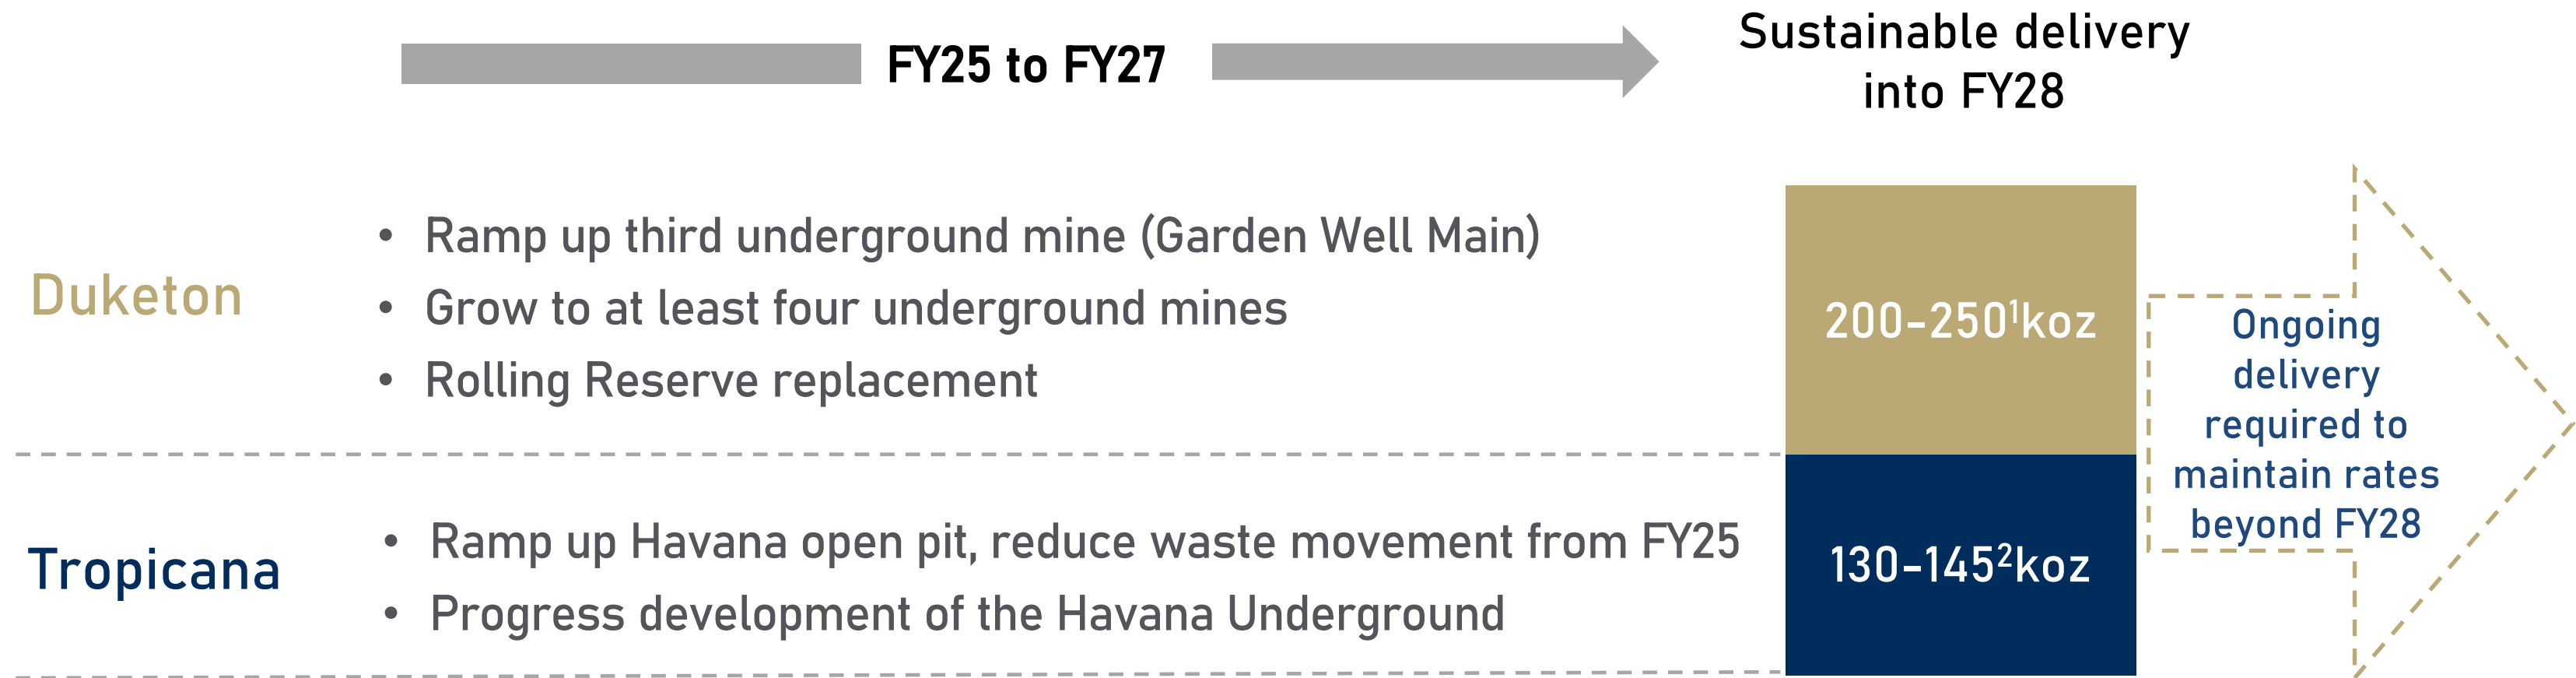 FY25 to FY27
Sustainable delivery
into FY28
Duketon
• Ramp up third underground mine (Garden Well Main)
• Grow to at least four underground mines
• Rolling Reserve replacement
200-250¹koz
Tropicana
• Ramp up Havana open pit, reduce waste movement from FY25
• Progress development of the Havana Underground
130-145²koz
Ongoing
delivery
required to
maintain rates
beyond FY28